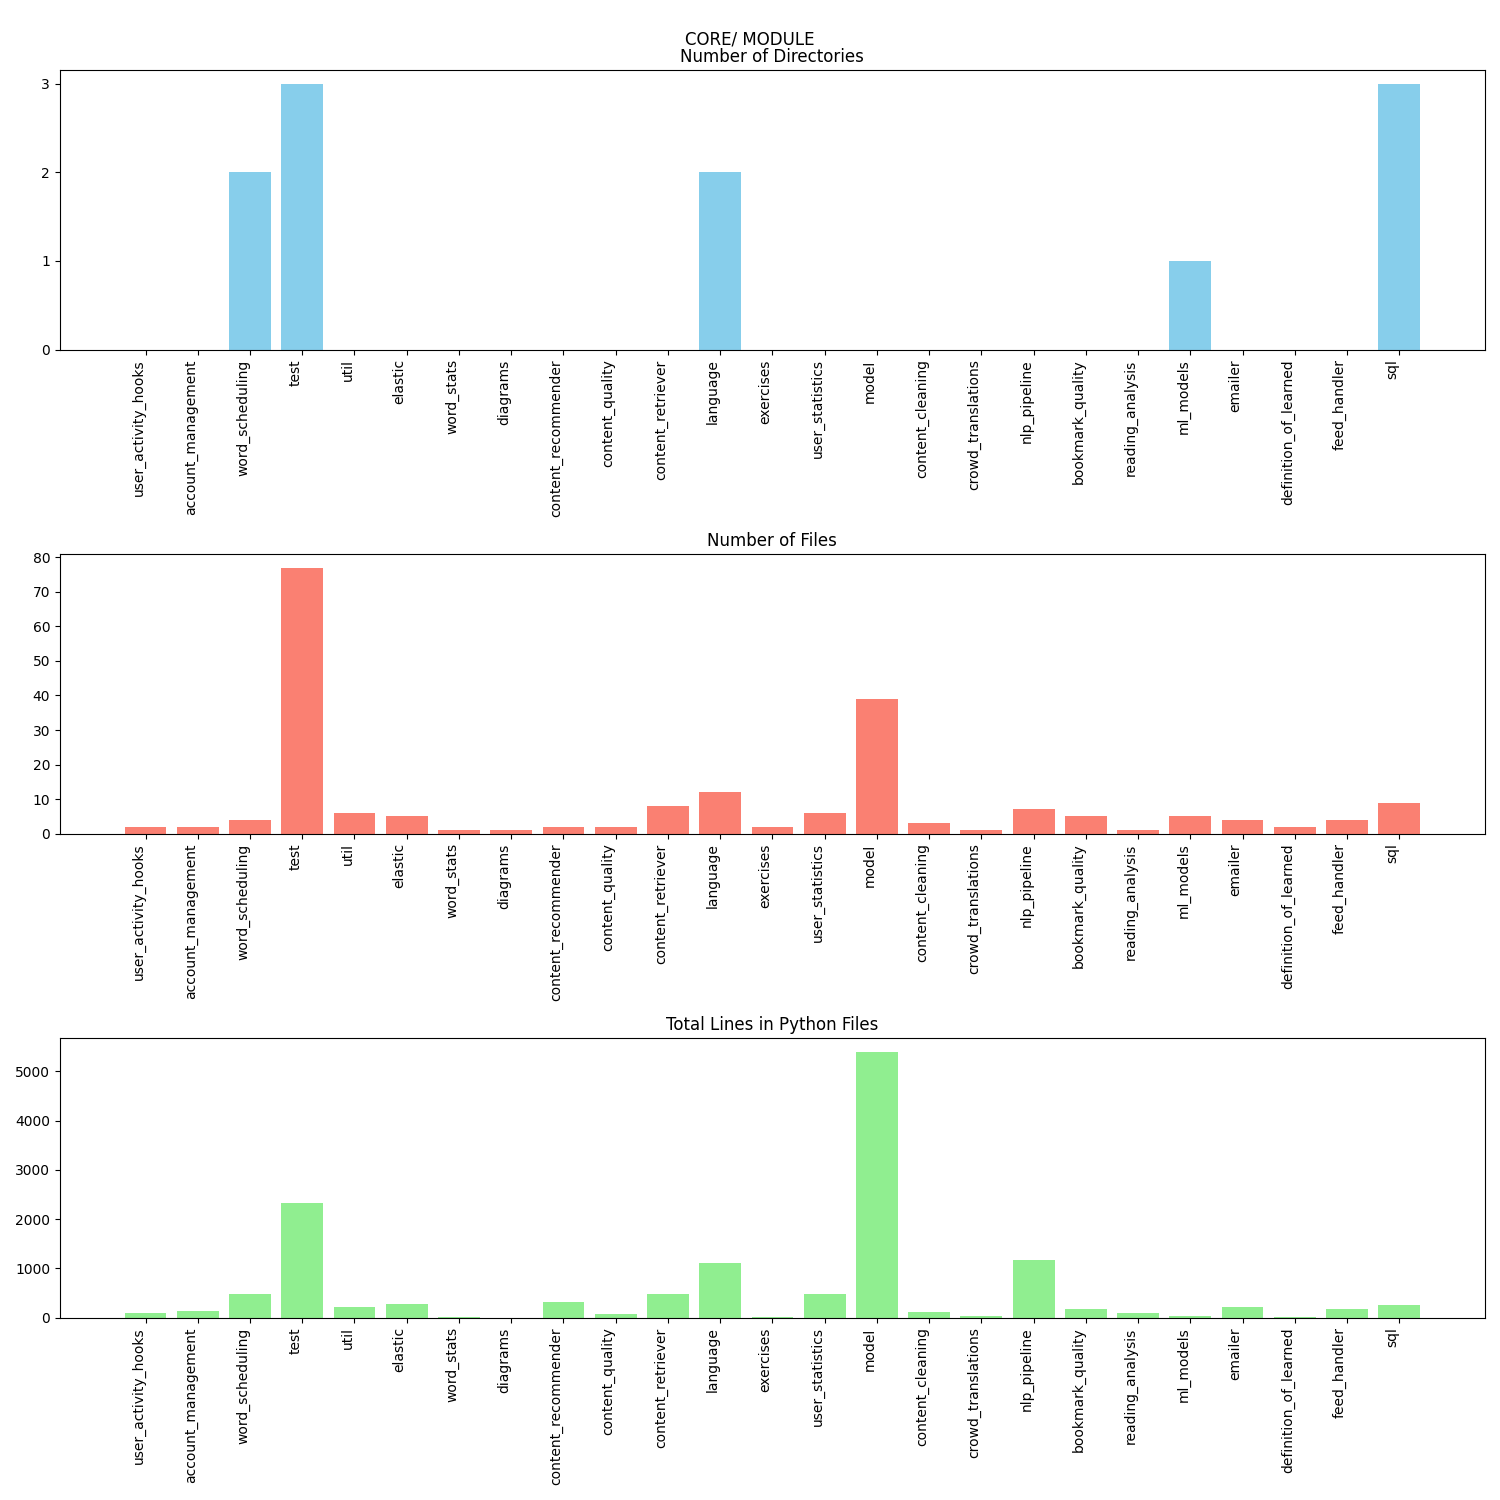 CORE/ MODULE
Number of Directories
3
2
1
0
user_activity_hooks
account_management
word_scheduling
test
util
elastic
word_stats
diagrams
content_recommender
content_quality
content_retriever
language
exercises
user_statistics
model
content_cleaning
crowd_translations
nlp_pipeline
bookmark_quality
reading_analysis
ml_models
emailer
definition_of_learned
feed_handler
sql
Number of Files
80
70
60
50
40
30
20
10
0
user_activity_hooks
account_management
word_scheduling
test
util
elastic
word_stats
diagrams
content_recommender
content_quality
content_retriever
language
exercises
user_statistics
model
content_cleaning
crowd_translations
nlp_pipeline
bookmark_quality
reading_analysis
ml_models
emailer
definition_of_learned
feed_handler
sql
Total Lines in Python Files
5000
4000
3000
2000
1000
0
user_activity_hooks
account_management
word_scheduling
test
util
elastic
word_stats
diagrams
content_recommender
content_quality
content_retriever
language
exercises
user_statistics
model
content_cleaning
crowd_translations
nlp_pipeline
bookmark_quality
reading_analysis
ml_models
emailer
definition_of_learned
feed_handler
sql